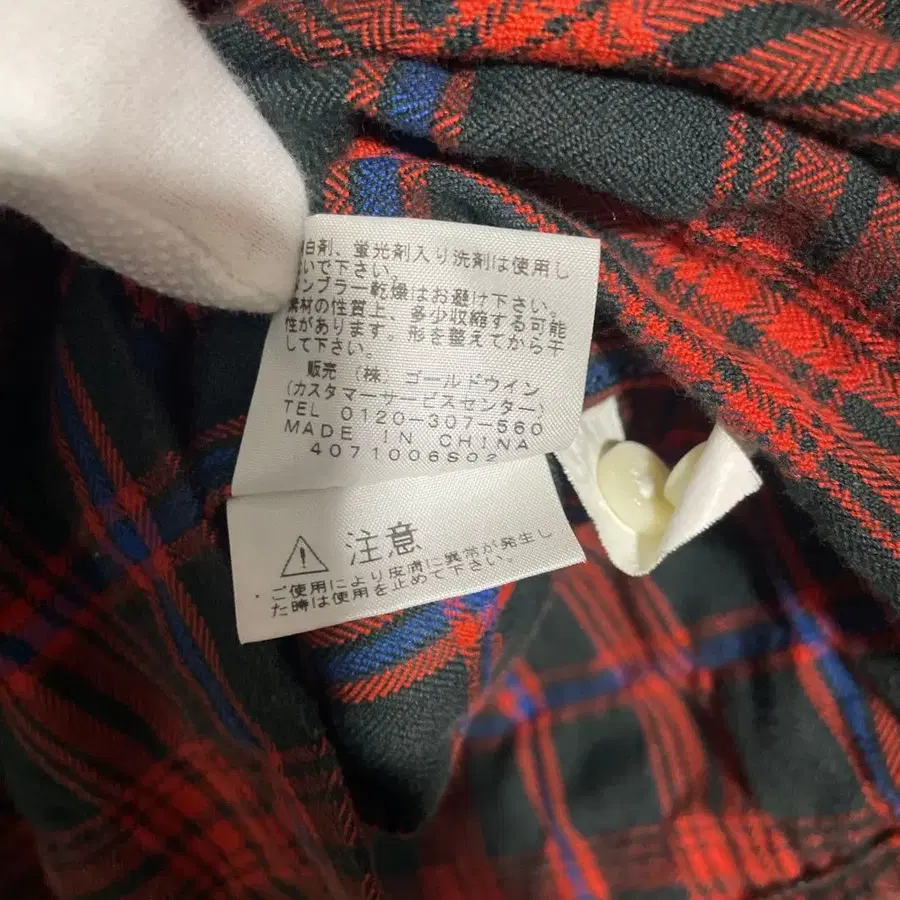 白剤、蛍光剤入り洗剤は使用し
いで下さい。
ンブラー乾燥はお避け下さい。
素材の性質上、多少収縮する可能
性があります。形を整えてから干
して下さい。
販売 (株) ゴールドウイン
(カスタマーサービスセンター)
TEL 0120-307-560
MADE IN CHINA
4071006S02
注意
ご使用により皮膚に異常が発生し
た時は使用を止めて下さい。